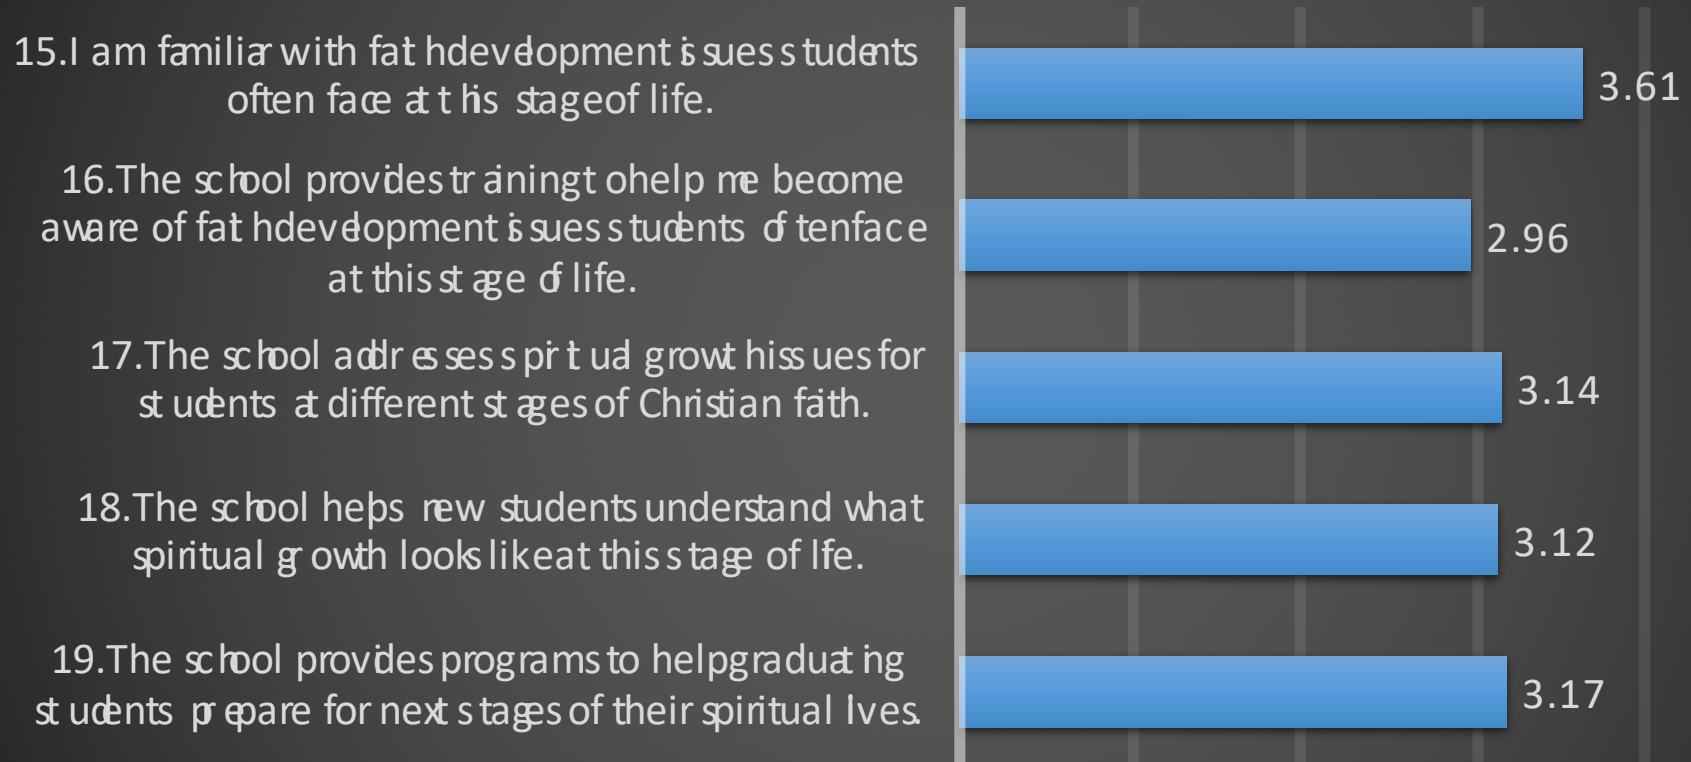 15.I am familiar with faith development issues students
often face at this stage of life.
3.61
16.The school provides training to help me become
aware of faith development issues students often face
at this stage of life.
2.96
17.The school addresses spiritual growth issues for
students at different stages of Christian faith.
3.14
18.The school helps new students understand what
spiritual growth looks like at this stage of life.
3.12
19.The school provides programs to help graduating
students prepare for next stages of their spiritual lives.
3.17